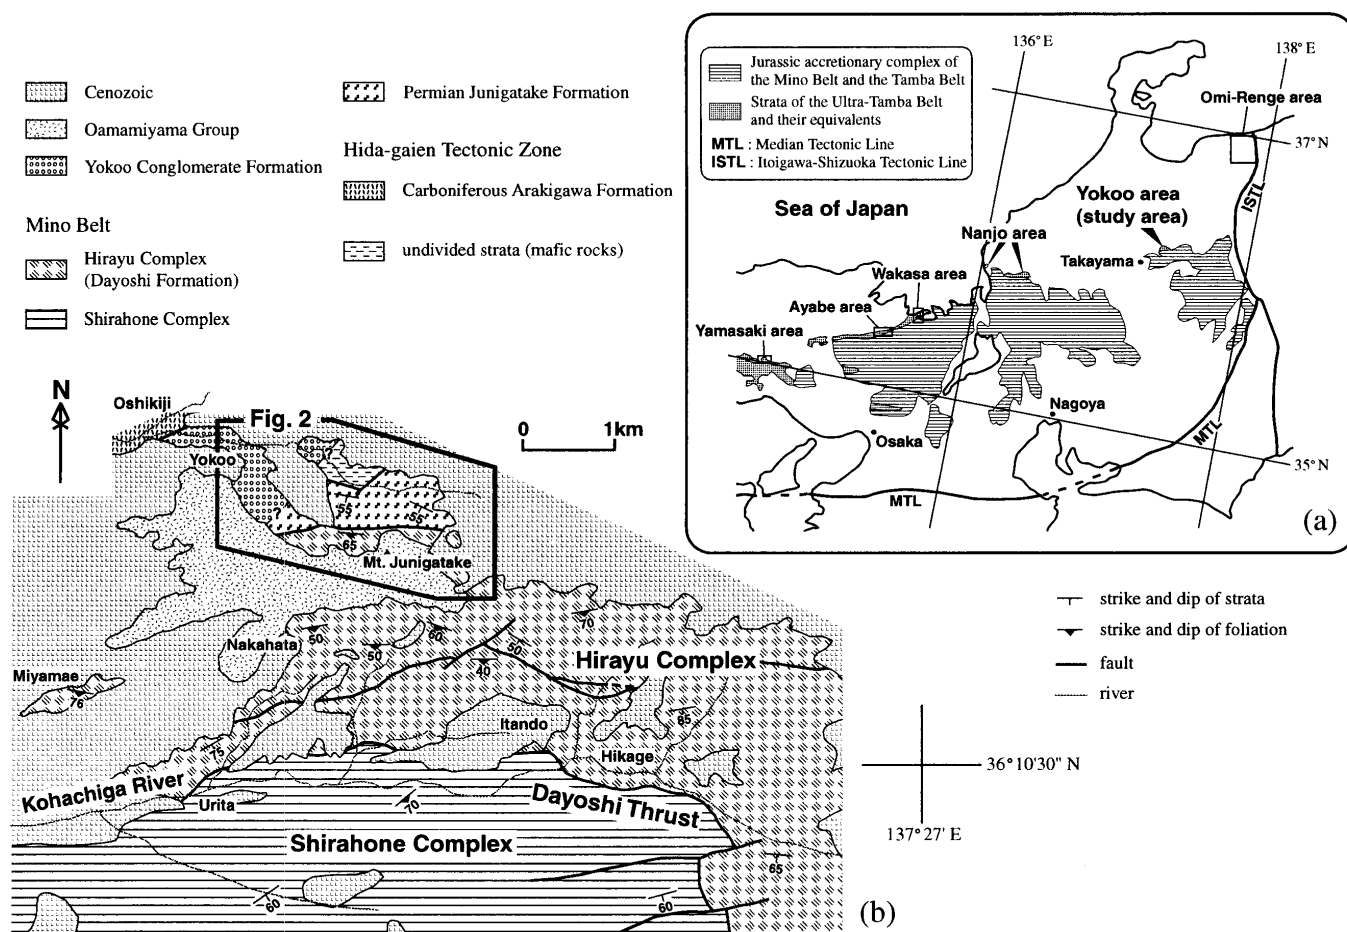 Cenozoic
Oamamiyama Group
Yokoo Conglomerate Formation
Mino Belt
Hirayu Complex
(Dayoshi Formation)
Shirahone Complex
Permian Junigatake Formation
Hida-gaien Tectonic Zone
Carboniferous Arakigawa Formation
undivided strata (mafic rocks)
Jurassic accretionary complex of
the Mino Belt and the Tamba Belt
Strata of the Ultra-Tamba Belt
and their equivalents
MTL : Median Tectonic Line
ISTL : Itoigawa-Shizuoka Tectonic Line
136° E
138° E
Omi-Renge area
37° N
ISTL
Yokoo area
(study area)
Sea of Japan
Nanjo area
Takayama
Wakasa area
Ayabe area
Yamasaki area
Nagoya
Osaka
MTL
35° N
MTL
(a)
N
Oshikiji
Fig. 2
0 1km
Yokoo
?
55
?
55
65
Mt. Junigatake
Nakahata
50
60
50
50
70
40
Hirayu Complex
Miyamae
76
65
Itando
75
Hikage
Kohachiga River
Urita
70
Dayoshi Thrust
Shirahone Complex
65
60
60
(b)
strike and dip of strata
strike and dip of foliation
fault
river
36° 10'30" N
137° 27' E